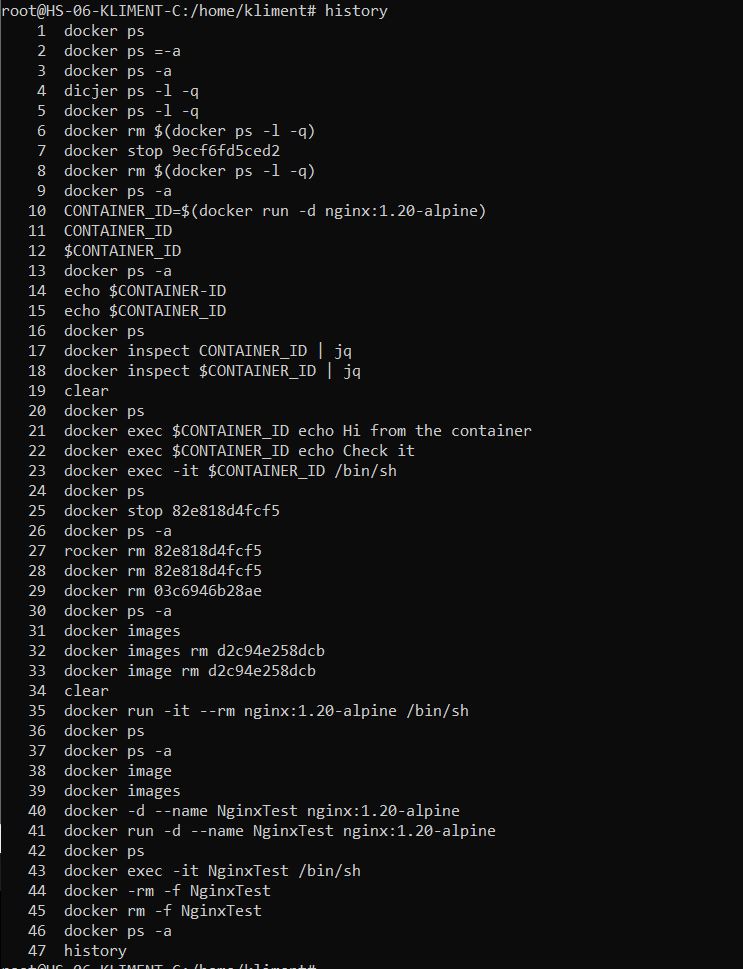 root@HS-06-KLIMENT-C:/home/kliment# history
1 docker ps
2 docker ps =-a
3 docker ps -a
4 dicjer ps -l -q
5 docker ps -l -q
6 docker rm $(docker ps -l -q)
7 docker stop 9ecf6fd5ced2
8 docker rm $(docker ps -l -q)
9 docker ps -a
10 CONTAINER_ID=$(docker run -d nginx:1.20-alpine)
11 CONTAINER_ID
12 $CONTAINER_ID
13 docker ps -a
14 echo $CONTAINER-ID
15 echo $CONTAINER_ID
16 docker ps
17 docker inspect CONTAINER_ID | jq
18 docker inspect $CONTAINER_ID | jq
19 clear
20 docker ps
21 docker exec $CONTAINER_ID echo Hi from the container
22 docker exec $CONTAINER_ID echo Check it
23 docker exec -it $CONTAINER_ID /bin/sh
24 docker ps
25 docker stop 82e818d4fcf5
26 docker ps -a
27 rocker rm 82e818d4fcf5
28 docker rm 82e818d4fcf5
29 docker rm 03c6946b28ae
30 docker ps -a
31 docker images
32 docker images rm d2c94e258dcb
33 docker image rm d2c94e258dcb
34 clear
35 docker run -it --rm nginx:1.20-alpine /bin/sh
36 docker ps
37 docker ps -a
38 docker image
39 docker images
40 docker -d --name NginxTest nginx:1.20-alpine
41 docker run -d --name NginxTest nginx:1.20-alpine
42 docker ps
43 docker exec -it NginxTest /bin/sh
44 docker -rm -f NginxTest
45 docker rm -f NginxTest
46 docker ps -a
47 history
root@HS-06-KLIMENT-C:/home/kliment#